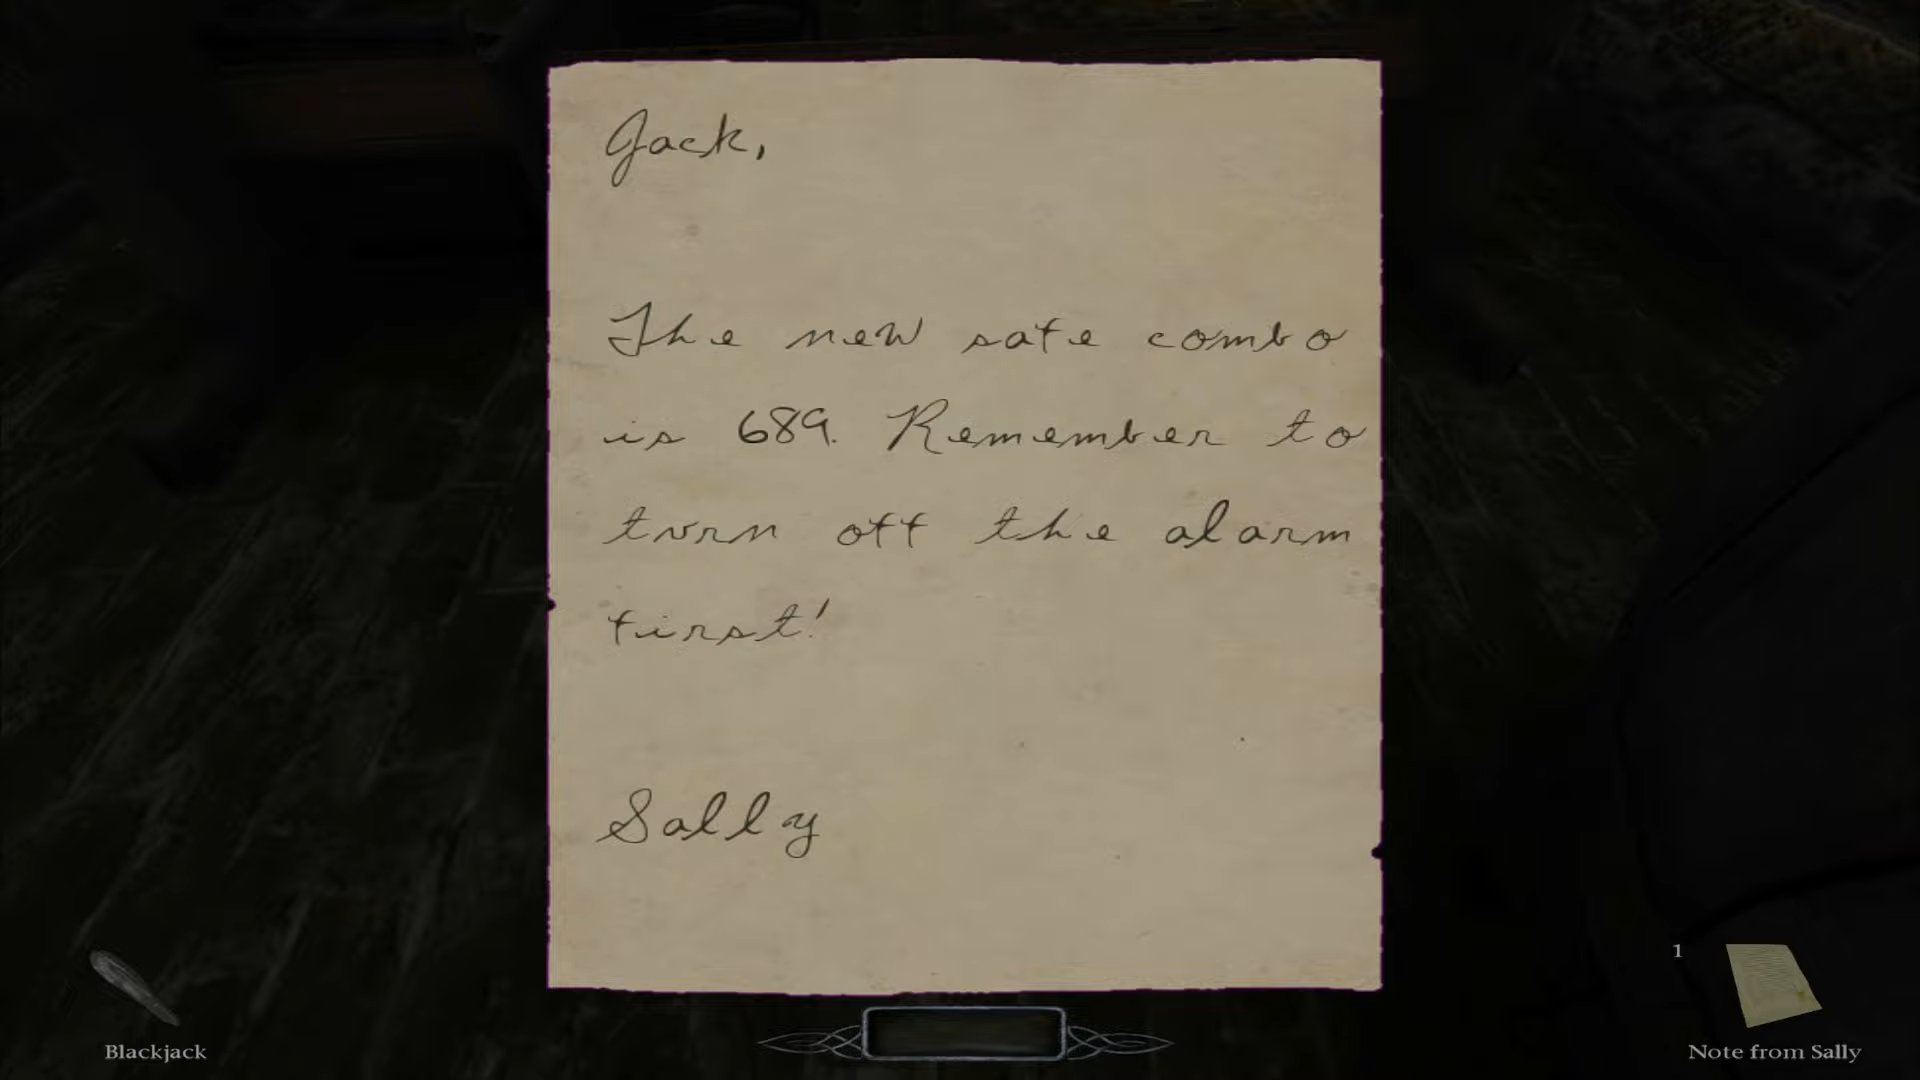 Jack,
The new safe combo
is 689. Remember to
turn off the alarm
first!
Sally
1
Blackjack
Note from Sally